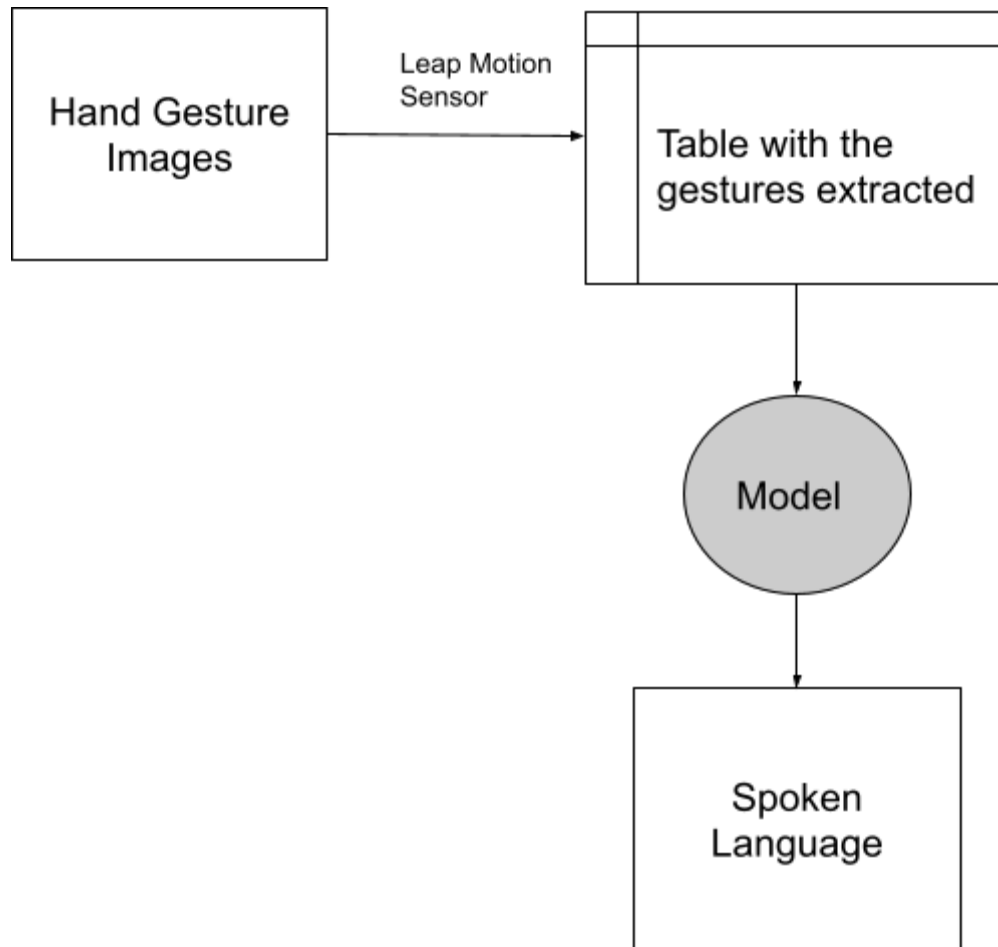 Hand Gesture
Images
Leap Motion
Sensor
Table with the
gestures extracted
Model
Spoken
Language